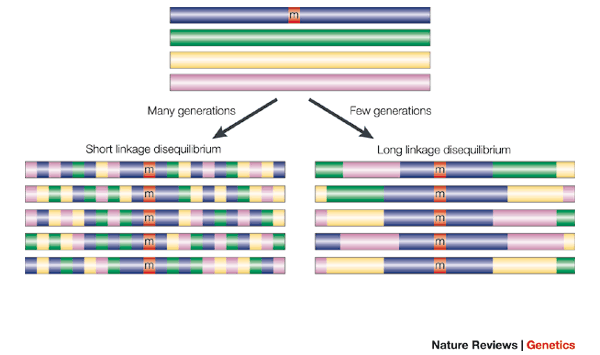 m
Many generations
Few generations
Short linkage disequilibrium
Long linkage disequilibrium
m
m
m
m
m
m
m
m
m
m
Nature Reviews | Genetics